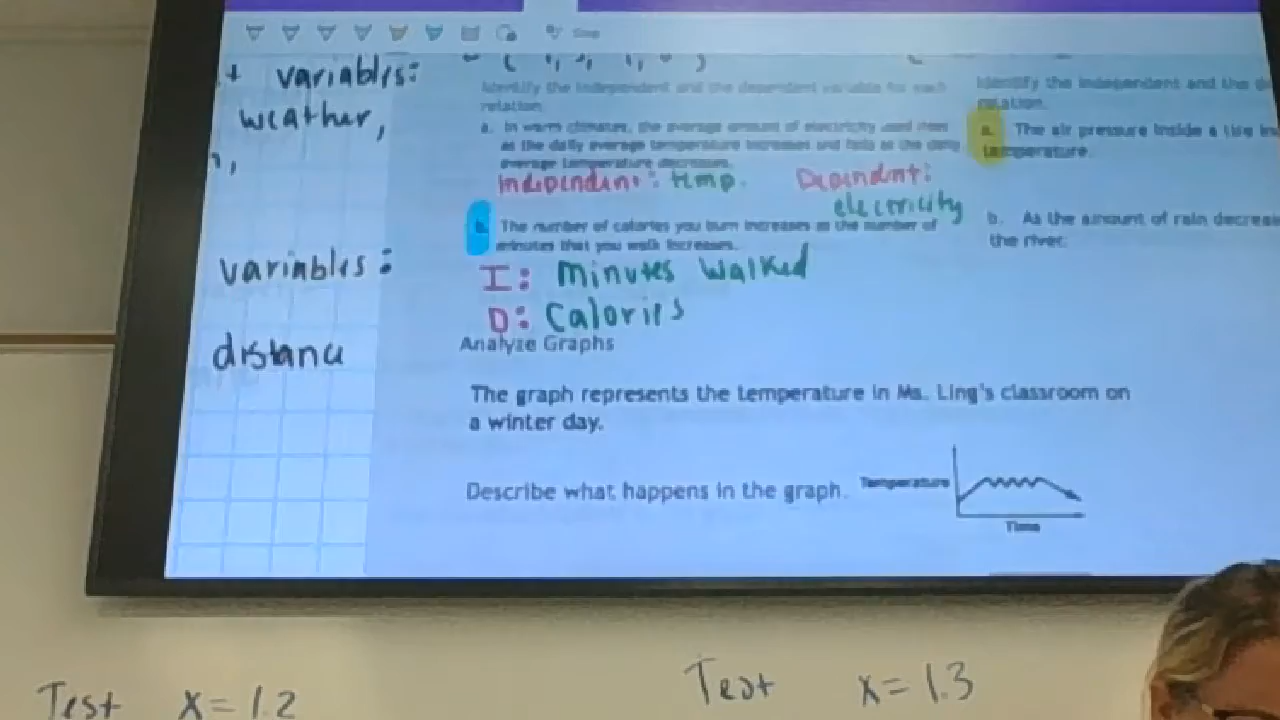 Stop
variables:
weather,
Identify the independent and the dependent variable for each
relation.
a. In warm climates, the average amount of electricity used rises
as the daily average temperature increases and falls as the daily
average temperature decreases.
Independent: temp. Dependent:
electricity
b. The number of calories you burn increases as the number of
minutes that you walk increases.
I: minutes walked
D: Calories
Identify the independent and the
relation.
a. The air pressure inside a tire
temperature.
b. As the amount of rain
the river.
variables:
distanc
Analyze Graphs
The graph represents the temperature in Ms. Ling's classroom on
a winter day.
Describe what happens in the graph.
Temperature
Time
Test x=1.2
Test x=1.3